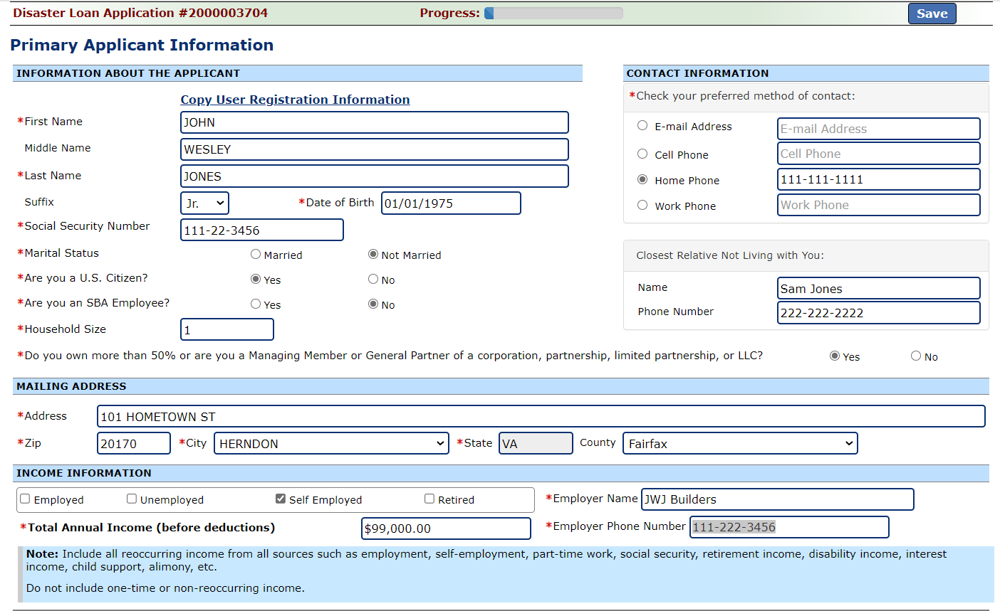 Disaster Loan Application #2000003704 Progress: Save
Primary Applicant Information
INFORMATION ABOUT THE APPLICANT
Copy User Registration Information
*First Name JOHN
Middle Name WESLEY
*Last Name JONES
Suffix Jr. *Date of Birth 01/01/1975
*Social Security Number 111-22-3456
*Marital Status Married Not Married
*Are you a U.S. Citizen? Yes No
*Are you an SBA Employee? Yes No
*Household Size 1
CONTACT INFORMATION
*Check your preferred method of contact:
E-mail Address E-mail Address
Cell Phone Cell Phone
Home Phone 111-111-1111
Work Phone Work Phone
Closest Relative Not Living with You:
Name Sam Jones
Phone Number 222-222-2222
*Do you own more than 50% or are you a Managing Member or General Partner of a corporation, partnership, limited partnership, or LLC? Yes No
MAILING ADDRESS
*Address 101 HOMETOWN ST
*Zip 20170 *City HERNDON *State VA County Fairfax
INCOME INFORMATION
Employed Unemployed Self Employed Retired *Employer Name JWJ Builders
*Total Annual Income (before deductions) $99,000.00 *Employer Phone Number 111-222-3456
Note: Include all reoccurring income from all sources such as employment, self-employment, part-time work, social security, retirement income, disability income, interest
income, child support, alimony, etc.
Do not include one-time or non-reoccurring income.